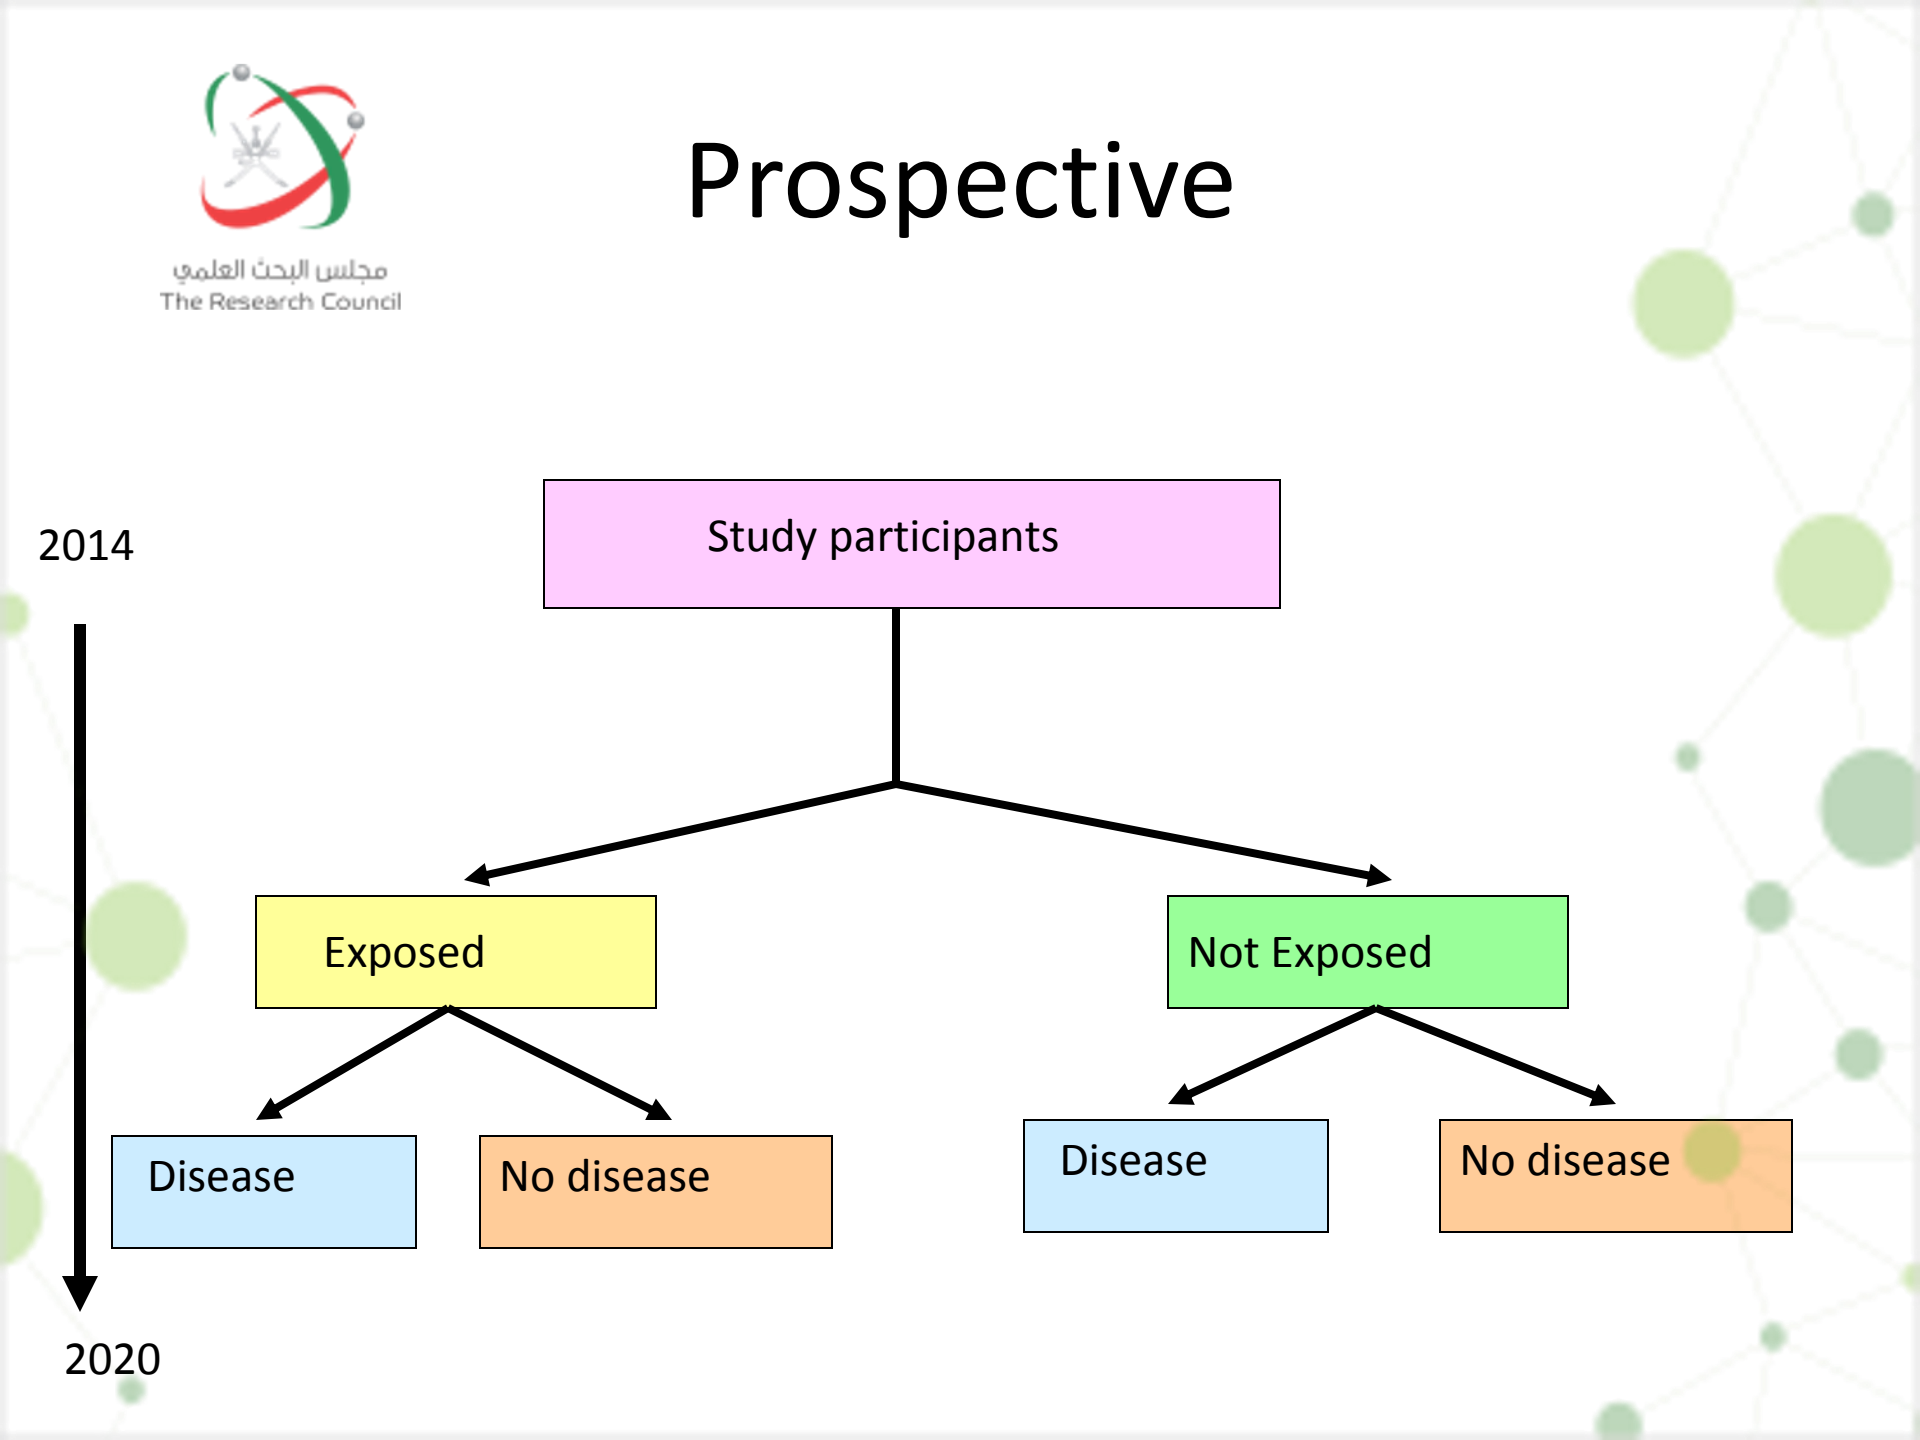 مجلس البحث العلمي
The Research Council
Prospective
2014
Study participants
Exposed
Not Exposed
Disease
No disease
Disease
No disease
2020